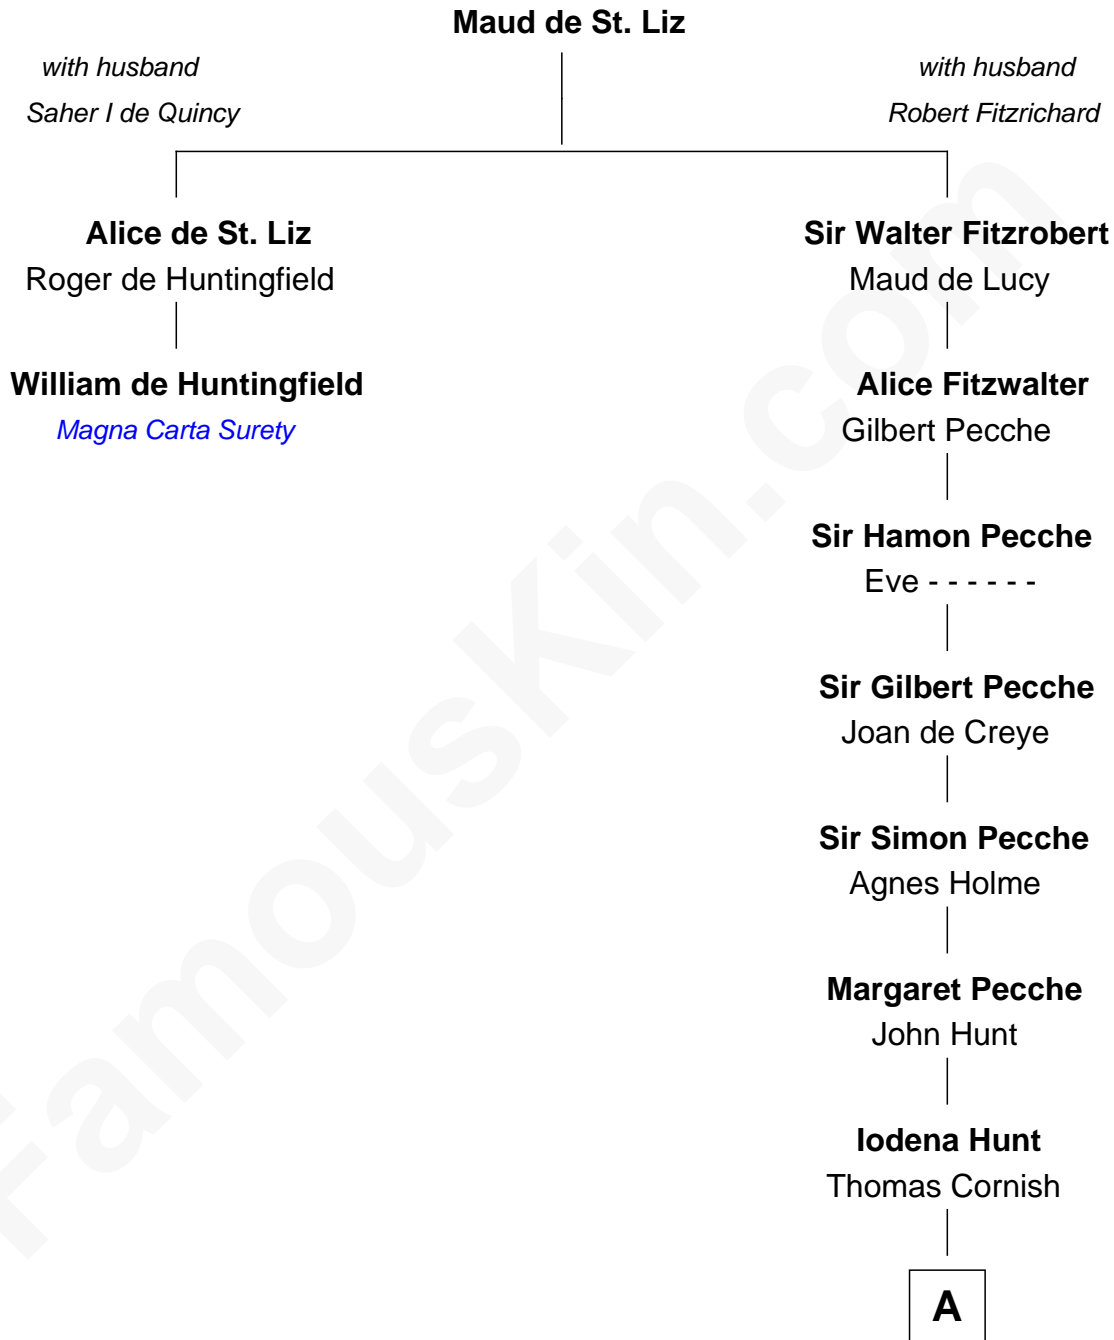 Maud de St. Liz
with husband
Saher I de Quincy
with husband
Robert Fitzrichard
Alice de St. Liz
Roger de Huntingfield
Sir Walter Fitzrobert
Maud de Lucy
William de Huntingfield
Magna Carta Surety
Alice Fitzwalter
Gilbert Pecche
Sir Hamon Pecche
Eve - - - - - -
Sir Gilbert Pecche
Joan de Creye
Sir Simon Pecche
Agnes Holme
Margaret Pecche
John Hunt
Iodena Hunt
Thomas Cornish
A
FamousKin.com